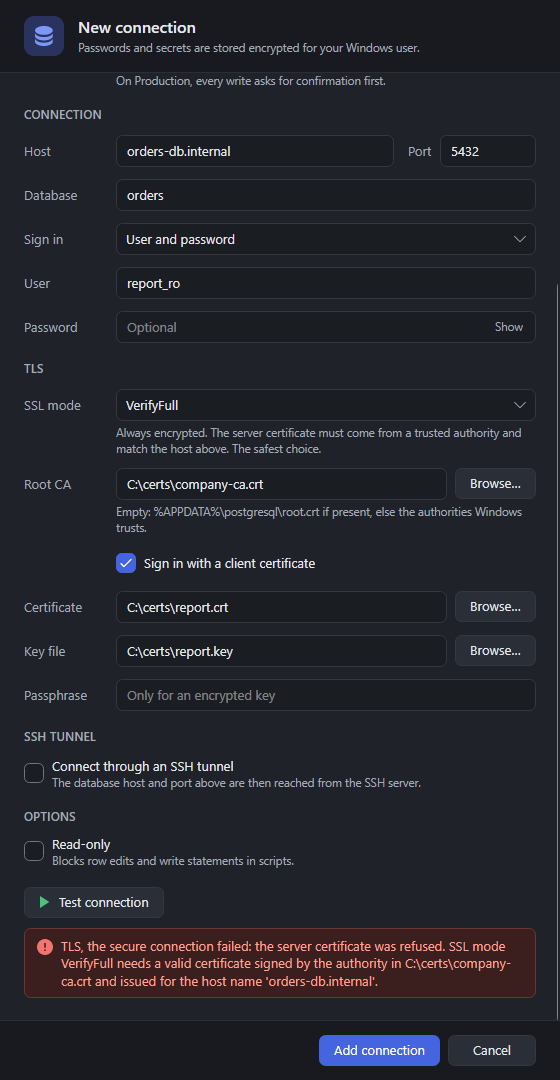 New connection
Passwords and secrets are stored encrypted for your Windows user.
On Production, every write asks for confirmation first.
CONNECTION
Host orders-db.internal Port 5432
Database orders
Sign in User and password
User report_ro
Password Optional Show
TLS
SSL mode VerifyFull
Always encrypted. The server certificate must come from a trusted authority and
match the host above. The safest choice.
Root CA C:\certs\company-ca.crt Browse...
Empty: %APPDATA%\postgresql\root.crt if present, else the authorities Windows
trusts.
Sign in with a client certificate
Certificate C:\certs\report.crt Browse...
Key file C:\certs\report.key Browse...
Passphrase Only for an encrypted key
SSH TUNNEL
Connect through an SSH tunnel
The database host and port above are then reached from the SSH server.
OPTIONS
Read-only
Blocks row edits and write statements in scripts.
Test connection
TLS, the secure connection failed: the server certificate was refused. SSL mode
VerifyFull needs a valid certificate signed by the authority in C:\certs\company-
ca.crt and issued for the host name 'orders-db.internal'.
Add connection Cancel